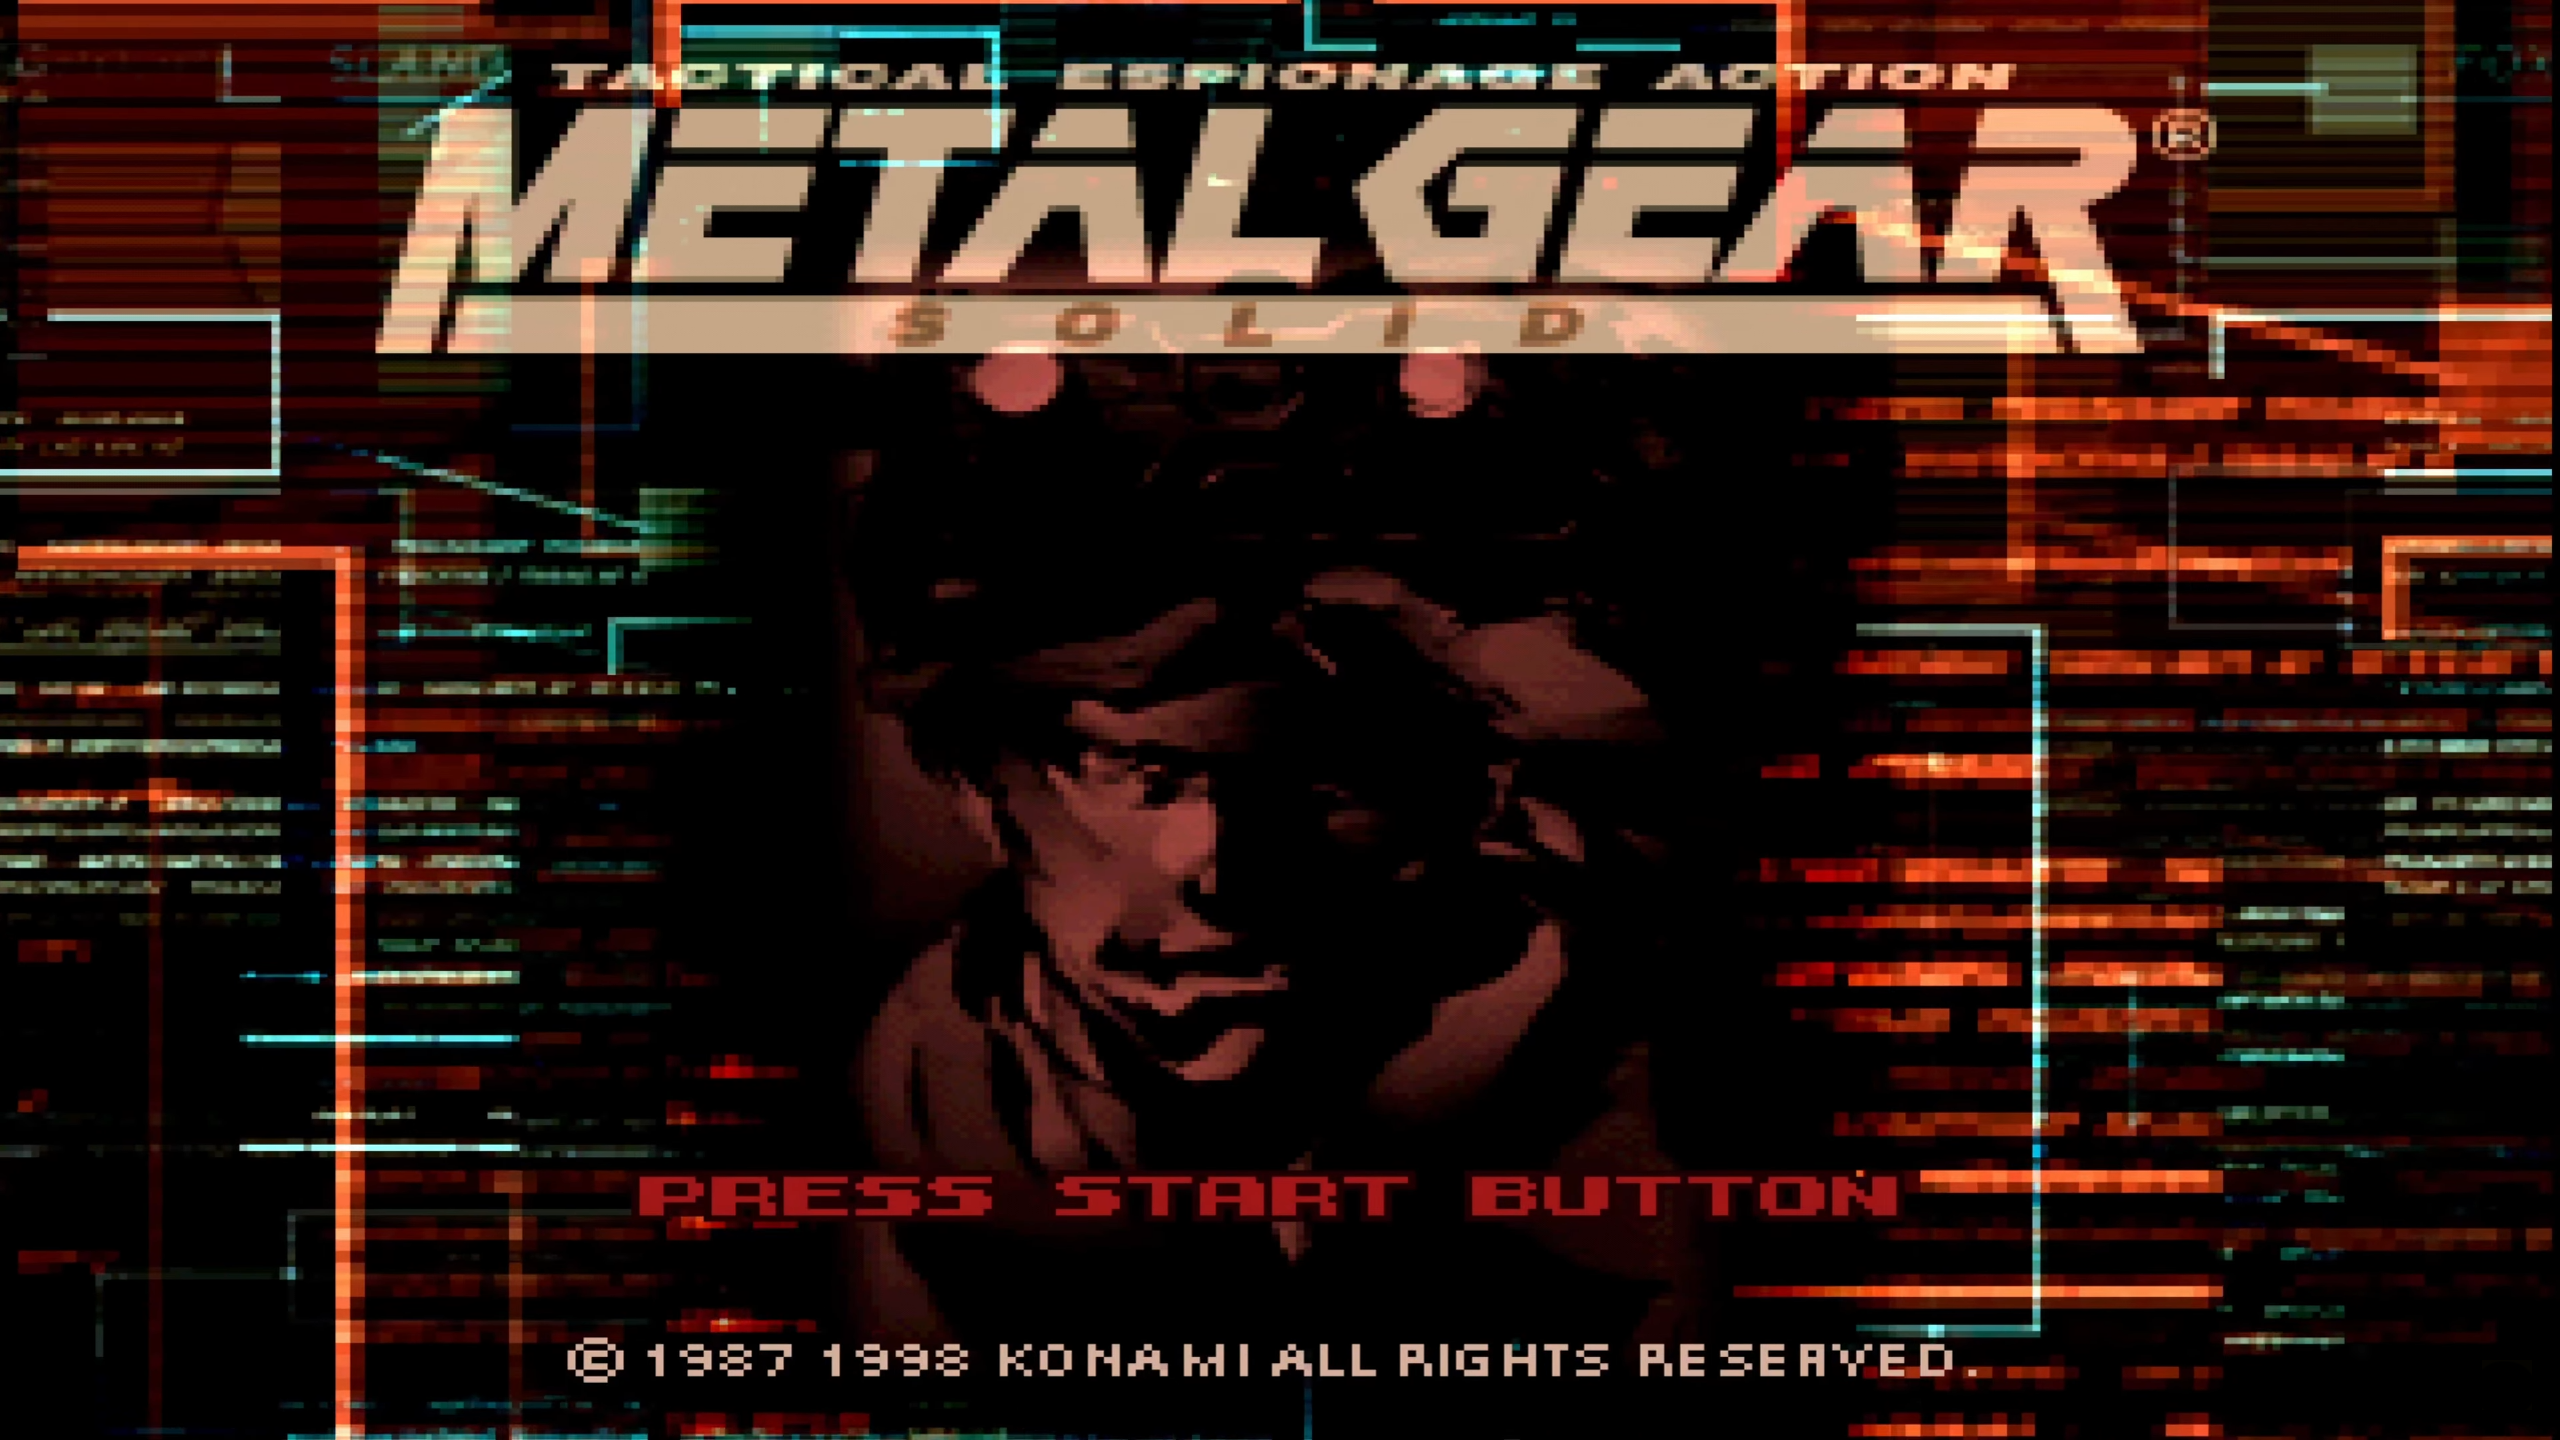 TACTICAL ESPIONAGE ACTION
METAL GEAR®
SOLID
PRESS START BUTTON
© 1987 1998 KONAMI ALL RIGHTS RESERVED.